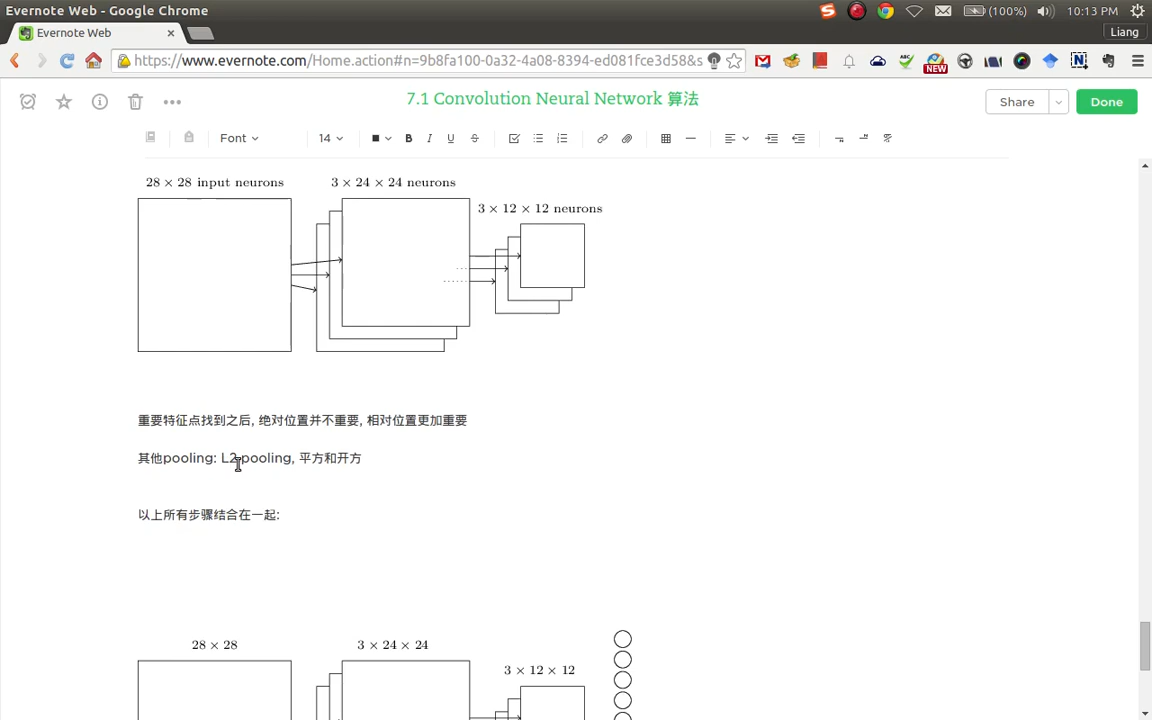 Evernote Web - Google Chrome
(100%)
10:13 PM
Evernote Web
Liang
https://www.evernote.com/Home.action#n=9b8fa100-0a32-4a08-8394-ed081fce3d58&s
NEW
7.1 Convolution Neural Network 算法
Share
Done
Font
14
B
I
U
28 × 28 input neurons
3 × 24 × 24 neurons
3 × 12 × 12 neurons
重要特征点找到之后, 绝对位置并不重要, 相对位置更加重要
其他pooling: L2 pooling, 平方和开方
以上所有步骤结合在一起:
28 × 28
3 × 24 × 24
3 × 12 × 12